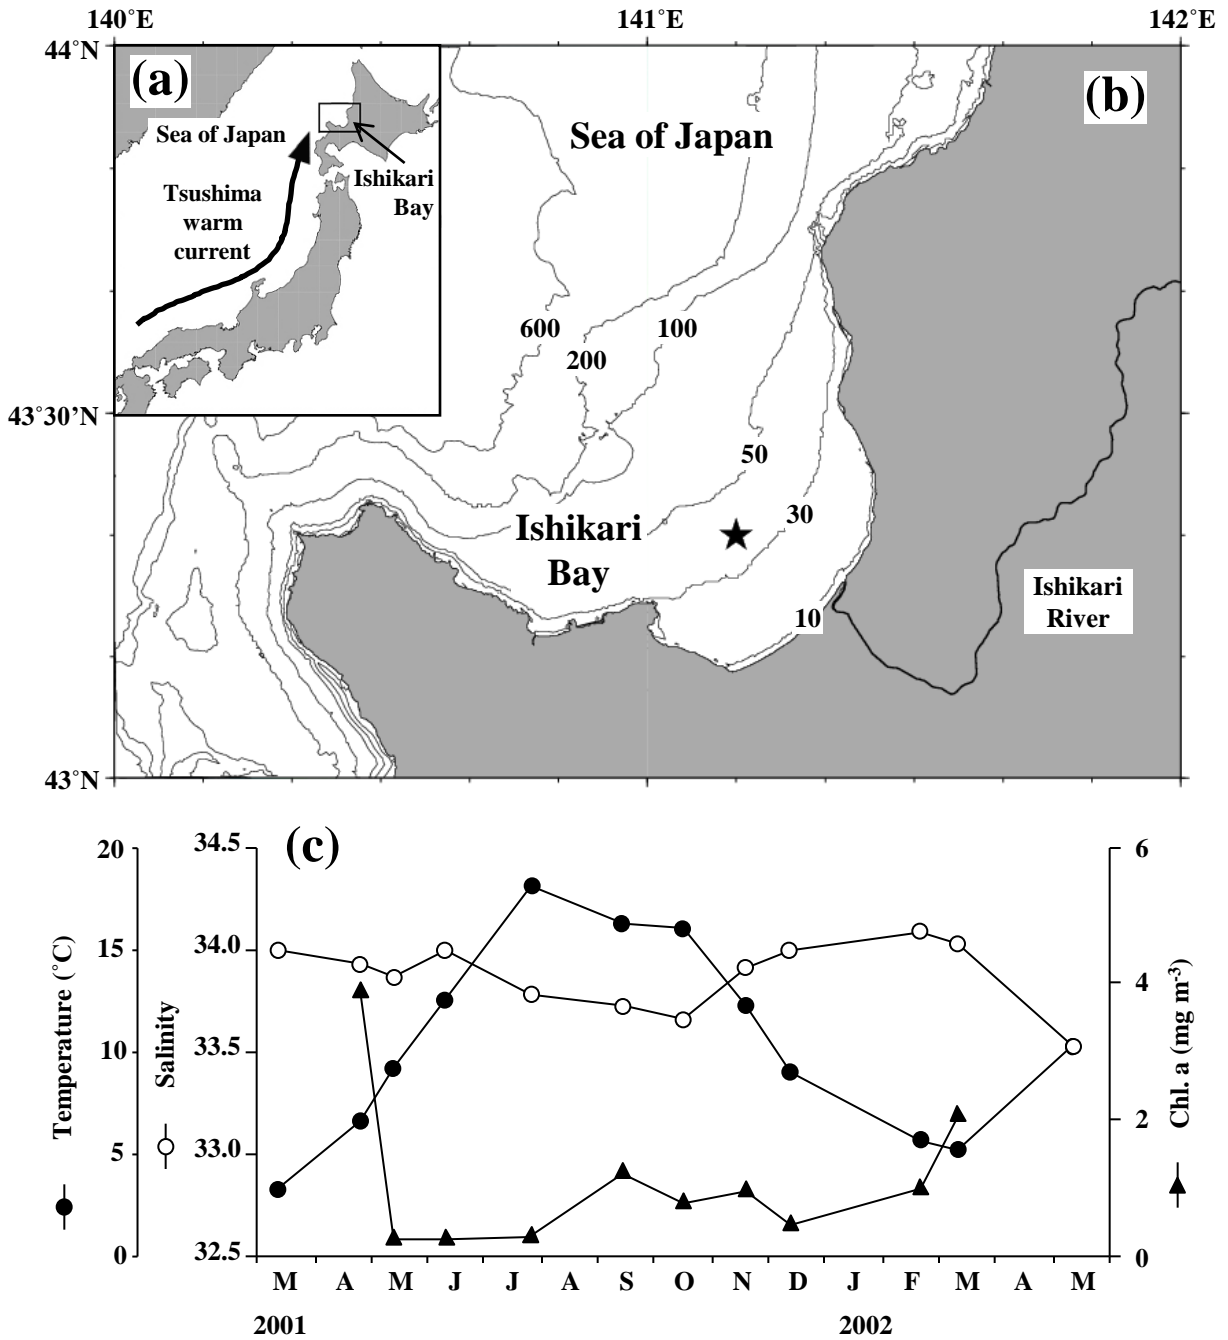 140°E
141°E
142°E
44°N
(a)
(b)
Sea of Japan
Sea of Japan
Ishikari
Bay
Tsushima
warm
current
600
200
100
43°30'N
50
30
Ishikari
Bay
10
Ishikari
River
43°N
(c)
20
15
10
5
0
Temperature (°C)
34.5
34.0
33.5
33.0
32.5
Salinity
6
4
2
0
Chl. a (mg m-3)
M A M J J A S O N D J F M A M
2001 2002